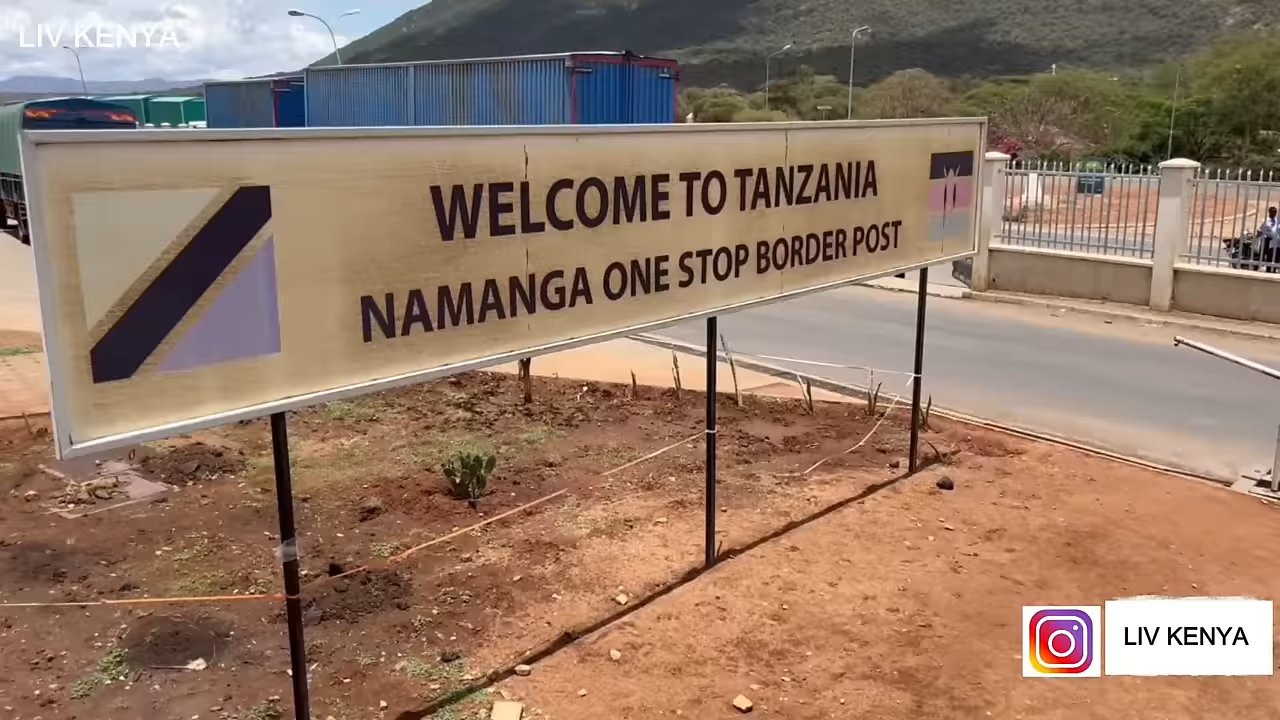 LIV KENYA
WELCOME TO TANZANIA
NAMANGA ONE STOP BORDER POST
LIV KENYA